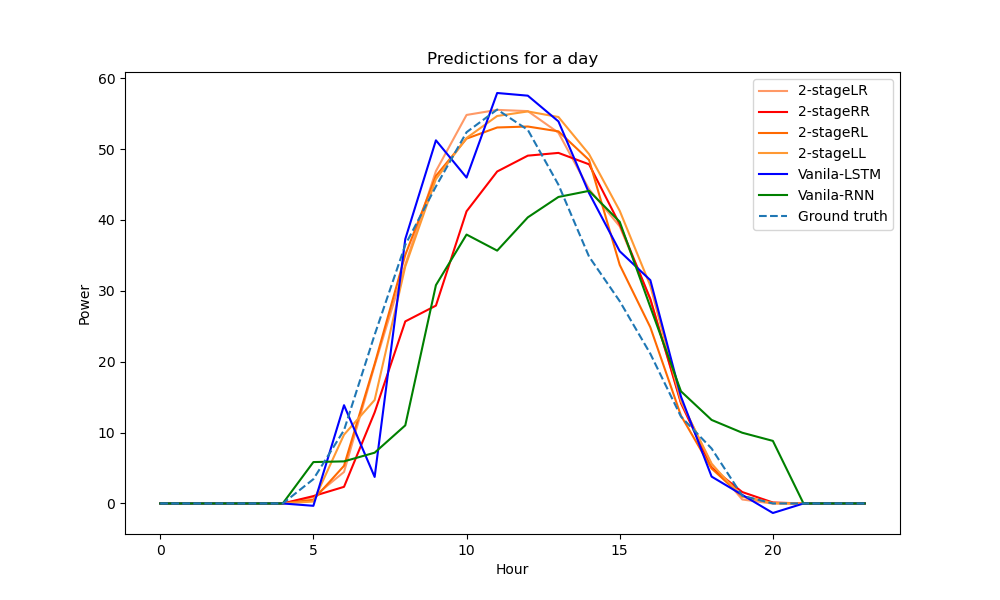 Predictions for a day
60
50
40
30
20
10
0
Power
2-stageLR
2-stageRR
2-stageRL
2-stageLL
Vanila-LSTM
Vanila-RNN
Ground truth
0 5 10 15 20
Hour